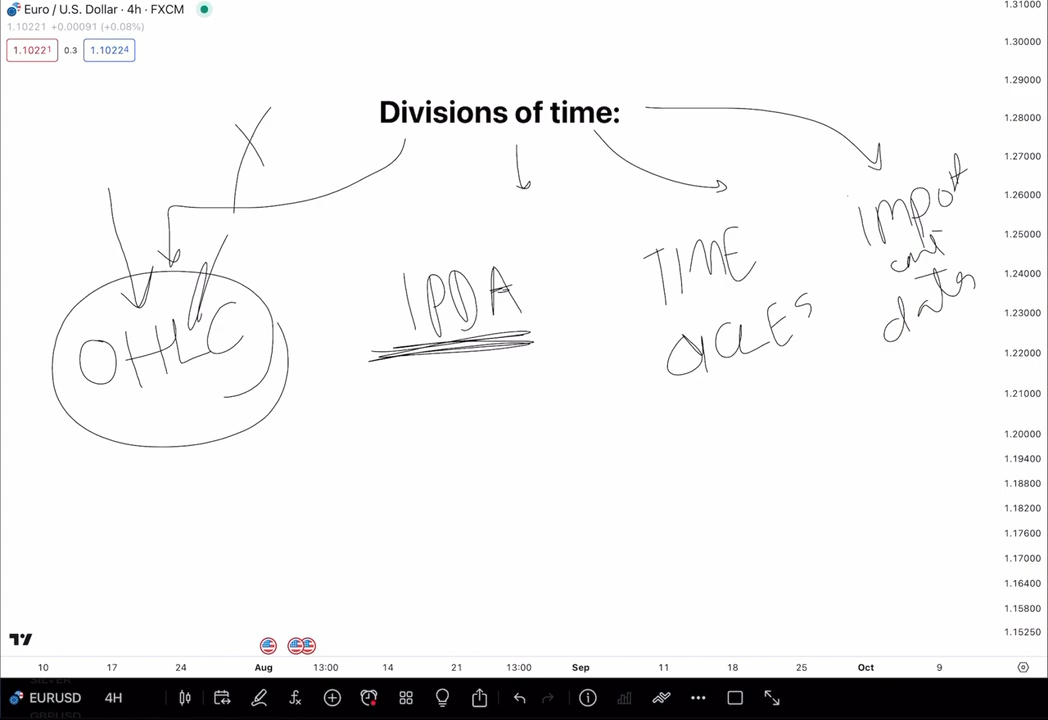 Euro / U.S. Dollar · 4h · FXCM
1.10221 +0.00091 (+0.08%)
1.10221 0.3 1.10224
Divisions of time:
OHLC
IPDA
TIME
CYCLES
Import
ant
dates
1.31000
1.30000
1.29000
1.28000
1.27000
1.26000
1.25000
1.24000
1.23000
1.22000
1.21000
1.20000
1.19400
1.18800
1.18200
1.17600
1.17000
1.16400
1.15800
1.15250
10 17 24 Aug 13:00 14 21 13:00 Sep 11 18 25 Oct 9
SILVER
EURUSD 4H
GBPUSD